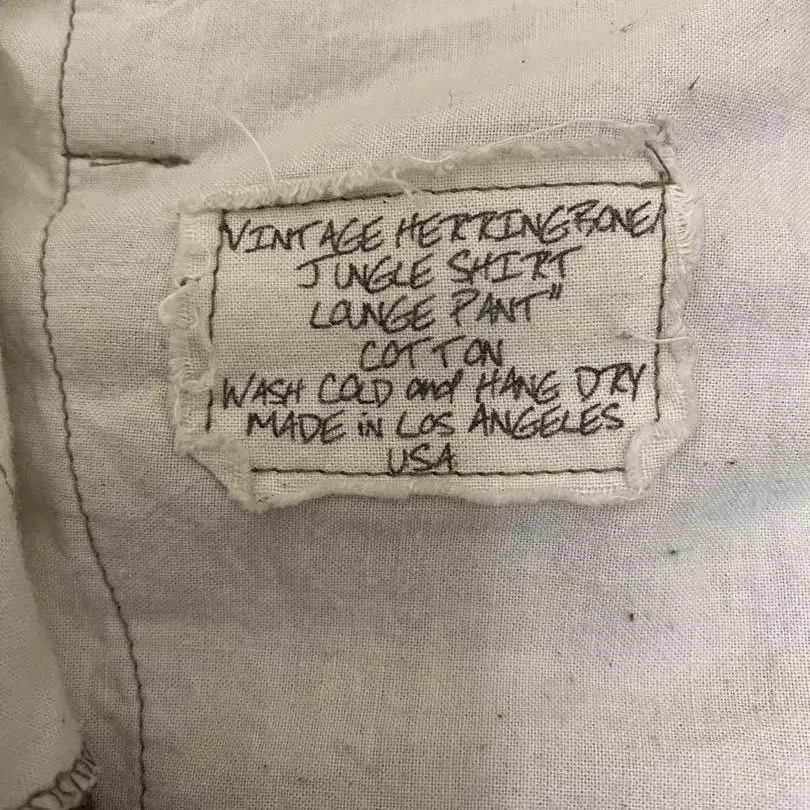 VINTAGE HERRINGBONE
JUNGLE SHIRT
LOUNGE PANT"
COTTON
WASH COLD and HANG DRY
MADE in LOS ANGELES
USA